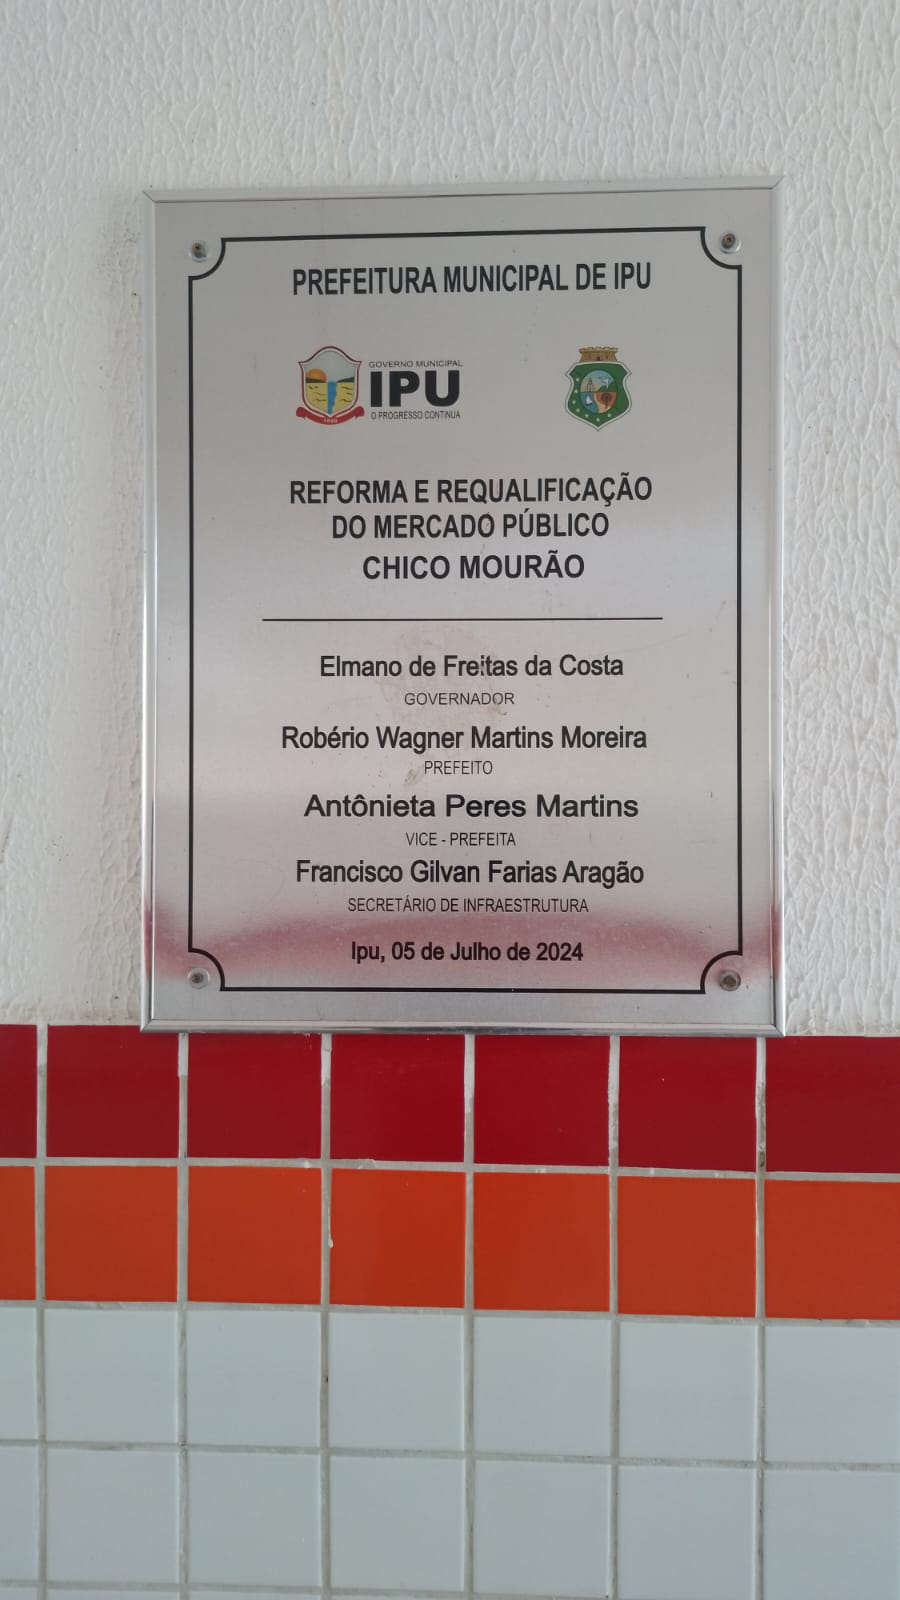 PREFEITURA MUNICIPAL DE IPU
GOVERNO MUNICIPAL
IPU
O PROGRESSO CONTINUA
REFORMA E REQUALIFICAÇÃO
DO MERCADO PÚBLICO
CHICO MOURÃO
Elmano de Freitas da Costa
GOVERNADOR
Robério Wagner Martins Moreira
PREFEITO
Antônieta Peres Martins
VICE - PREFEITA
Francisco Gilvan Farias Aragão
SECRETÁRIO DE INFRAESTRUTURA
Ipu, 05 de Julho de 2024